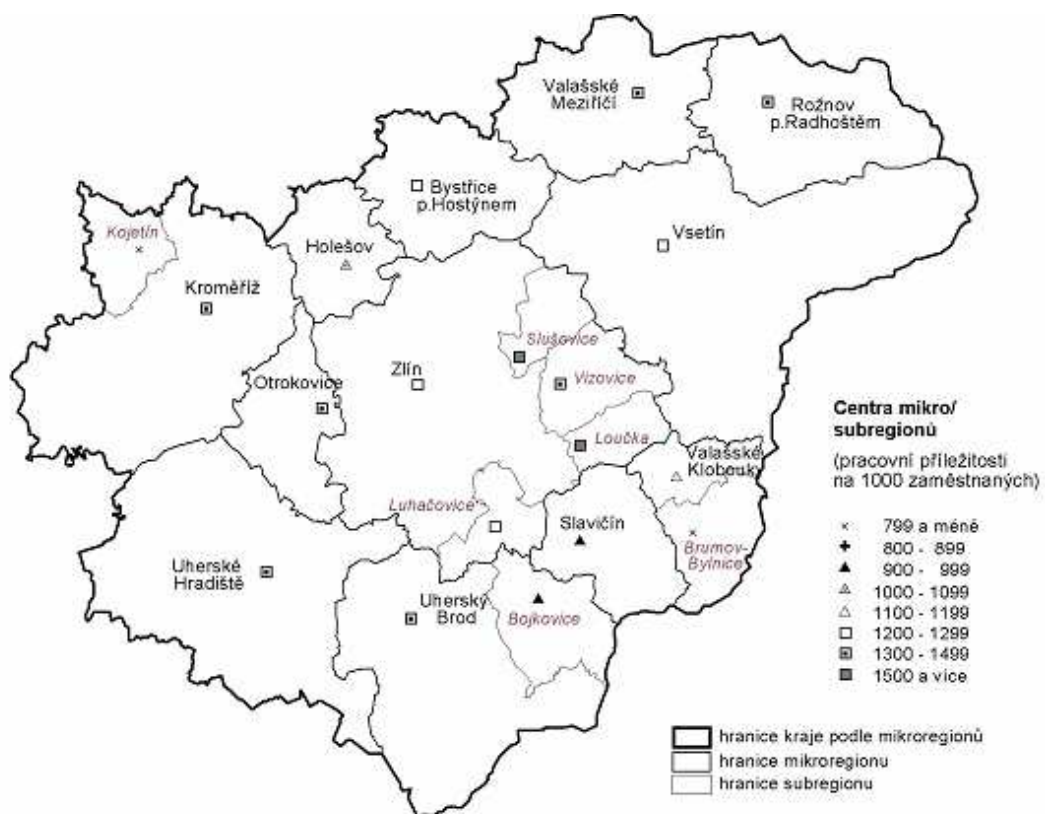 Valašské
Meziříčí
Rožnov
p.Radhoštěm
Bystřice
p.Hostýnem
Vsetín
Kojetín
Holešov
Kroměříž
Slušovice
Zlín
Otrokovice
Vizovice
Loučka
Valašské
Klobouky
Luhačovice
Slavičín
Brumov-
Bylnice
Uherské
Hradiště
Uherský
Brod
Bojkovice
Centra mikro/
subregionů
(pracovní příležitosti
na 1000 zaměstnaných)
799 a méně
800 - 899
900 - 999
1000 - 1099
1100 - 1199
1200 - 1299
1300 - 1499
1500 a více
hranice kraje podle mikroregionů
hranice mikroregionu
hranice subregionu